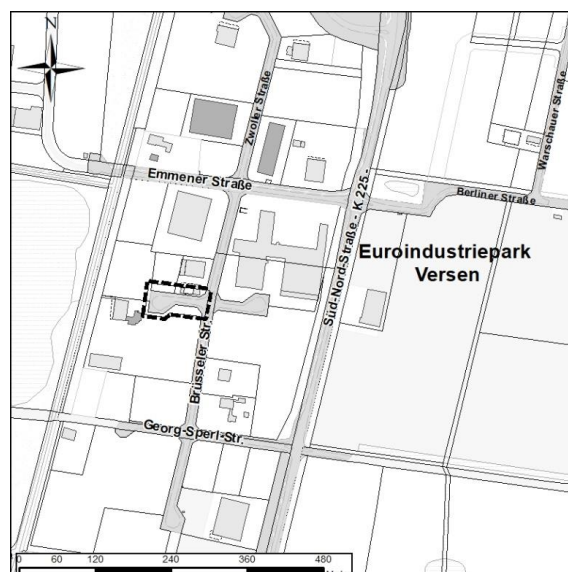 N
Zwoller Straße
Warschauer Straße
Emmener Straße
Berliner Straße
Süd-Nord-Straße - K 225 -
Euroindustriepark
Versen
Brüsseler Str.
Georg-Sperl-Str.
0 60 120 240 360 480